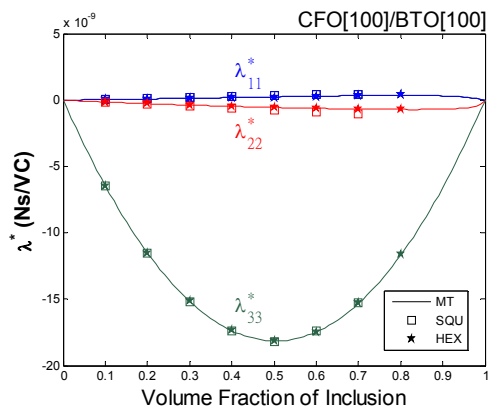 × 10⁻⁹
CFO[100]/BTO[100]
5
λ*₁₁
0
λ*₂₂
-5
λ* (Ns/VC)
-10
-15
λ*₃₃
MT
SQU
HEX
-20
0 0.1 0.2 0.3 0.4 0.5 0.6 0.7 0.8 0.9 1
Volume Fraction of Inclusion